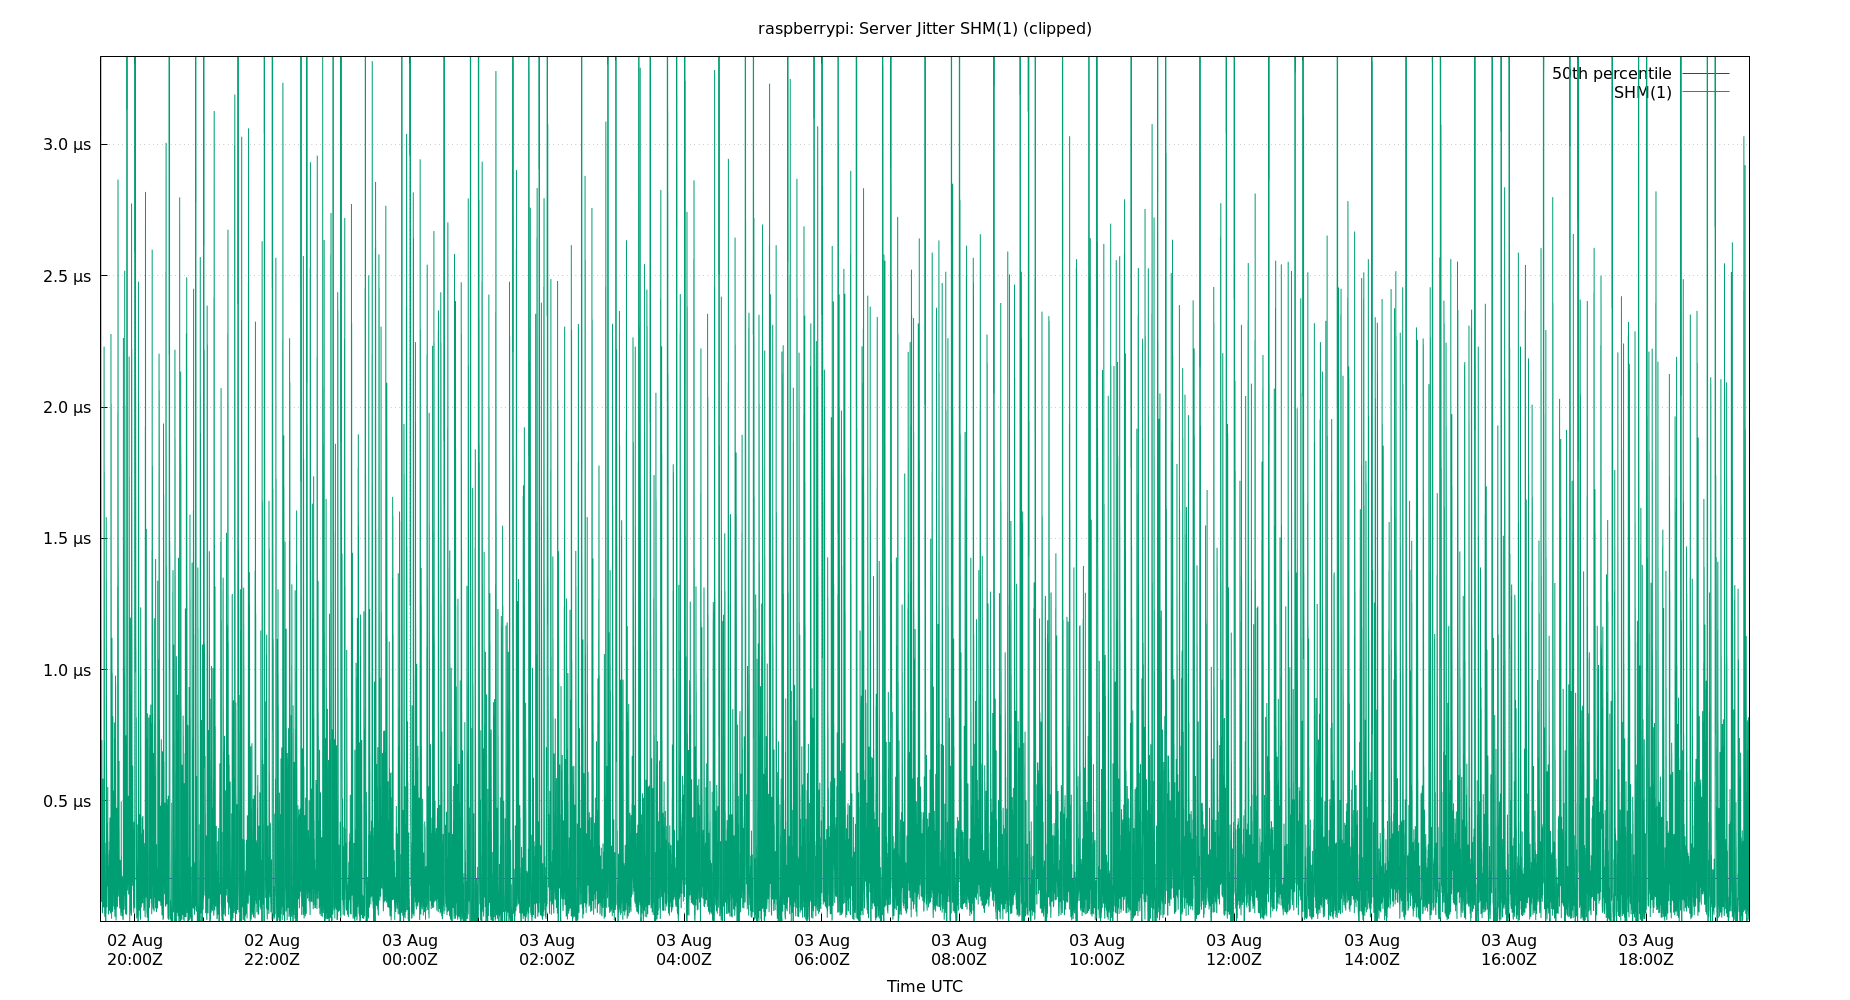 raspberrypi: Server Jitter SHM(1) (clipped)
50th percentile
SHM(1)
3.0 µs
2.5 µs
2.0 µs
1.5 µs
1.0 µs
0.5 µs
02 Aug 02 Aug 03 Aug 03 Aug 03 Aug 03 Aug 03 Aug 03 Aug 03 Aug 03 Aug 03 Aug 03 Aug
20:00Z 22:00Z 00:00Z 02:00Z 04:00Z 06:00Z 08:00Z 10:00Z 12:00Z 14:00Z 16:00Z 18:00Z
Time UTC